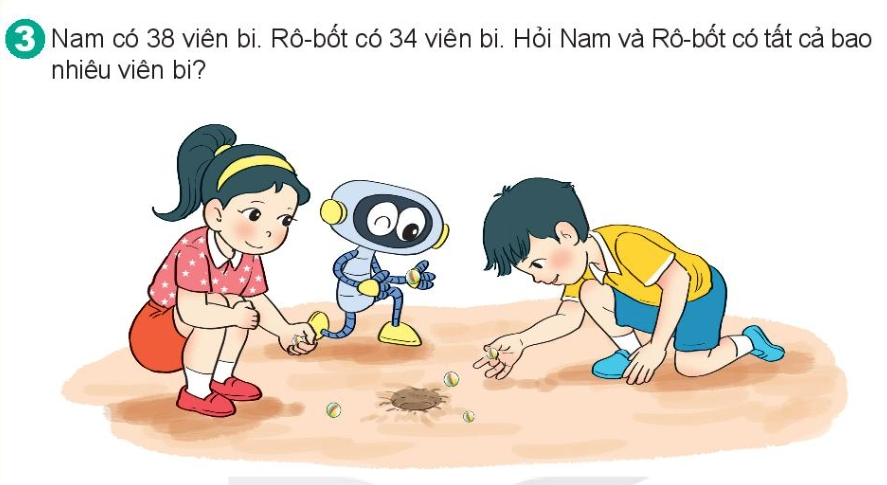 3 Nam có 38 viên bi. Rô-bốt có 34 viên bi. Hỏi Nam và Rô-bốt có tất cả bao
nhiêu viên bi?